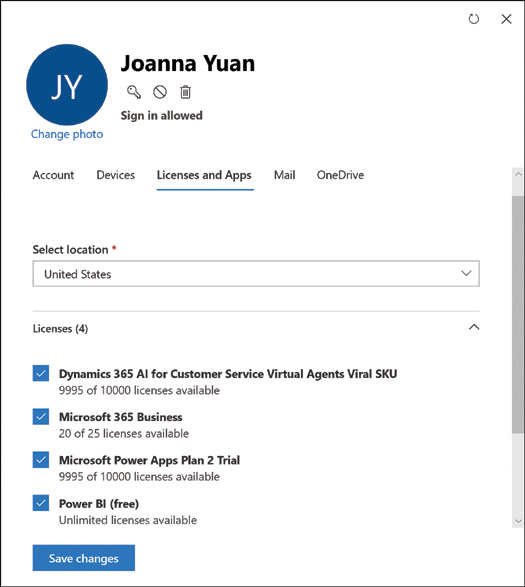 Joanna Yuan
JY
Sign in allowed
Change photo
Account Devices Licenses and Apps Mail OneDrive
Select location *
United States
Licenses (4)
Dynamics 365 AI for Customer Service Virtual Agents Viral SKU
9995 of 10000 licenses available
Microsoft 365 Business
20 of 25 licenses available
Microsoft Power Apps Plan 2 Trial
9995 of 10000 licenses available
Power BI (free)
Unlimited licenses available
Save changes